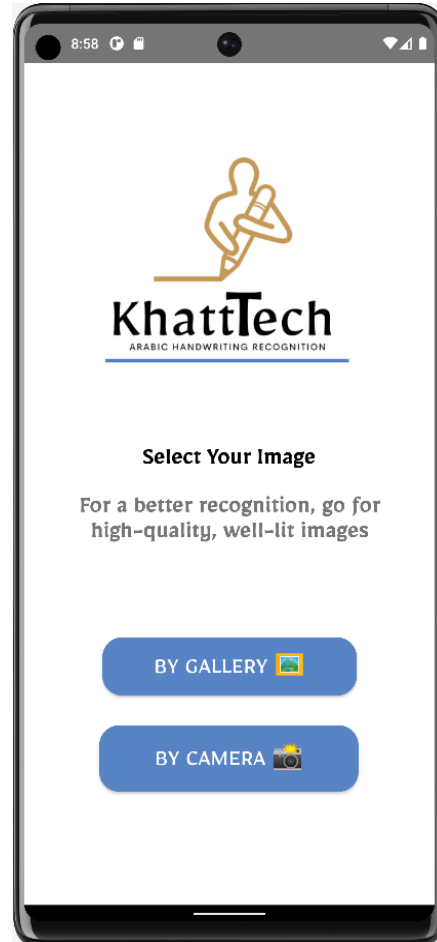 8:58
KhattTech
ARABIC HANDWRITING RECOGNITION
Select Your Image
For a better recognition, go for
high-quality, well-lit images
BY GALLERY
BY CAMERA